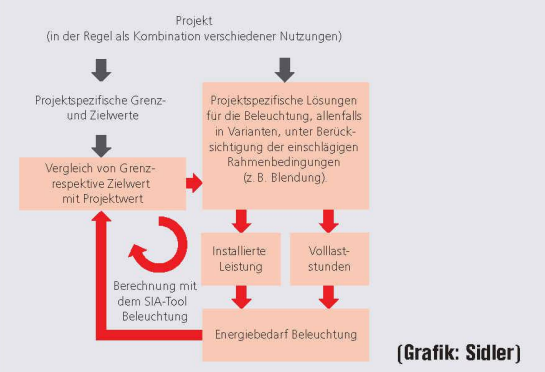 Projekt
(in der Regel als Kombination verschiedener Nutzungen)
Projektspezifische Grenz-
und Zielwerte
Projektspezifische Lösungen
für die Beleuchtung, allenfalls
in Varianten, unter Berück-
sichtigung der einschlägigen
Rahmenbedingungen
(z. B. Blendung).
Vergleich von Grenz-
respektive Zielwert
mit Projektwert
Installierte
Leistung
Volllast-
stunden
Berechnung mit
dem SIA-Tool
Beleuchtung
Energiebedarf Beleuchtung
(Grafik: Sidler)